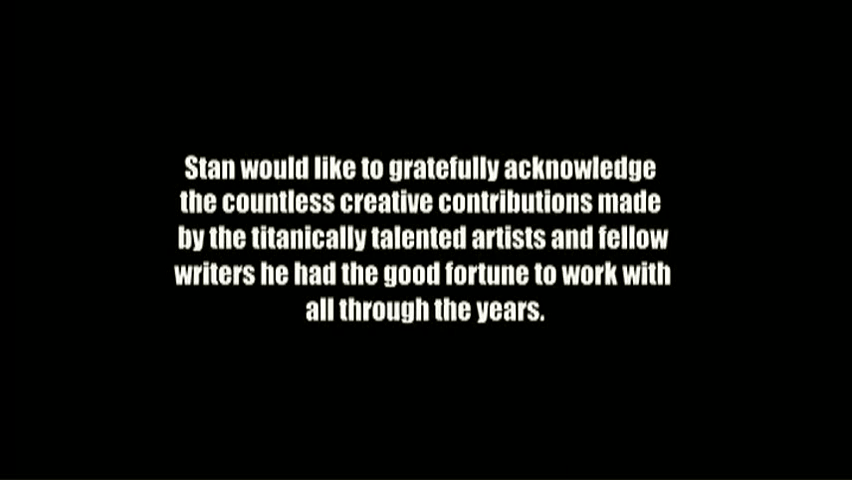 Stan would like to gratefully acknowledge
the countless creative contributions made
by the titanically talented artists and fellow
writers he had the good fortune to work with
all through the years.